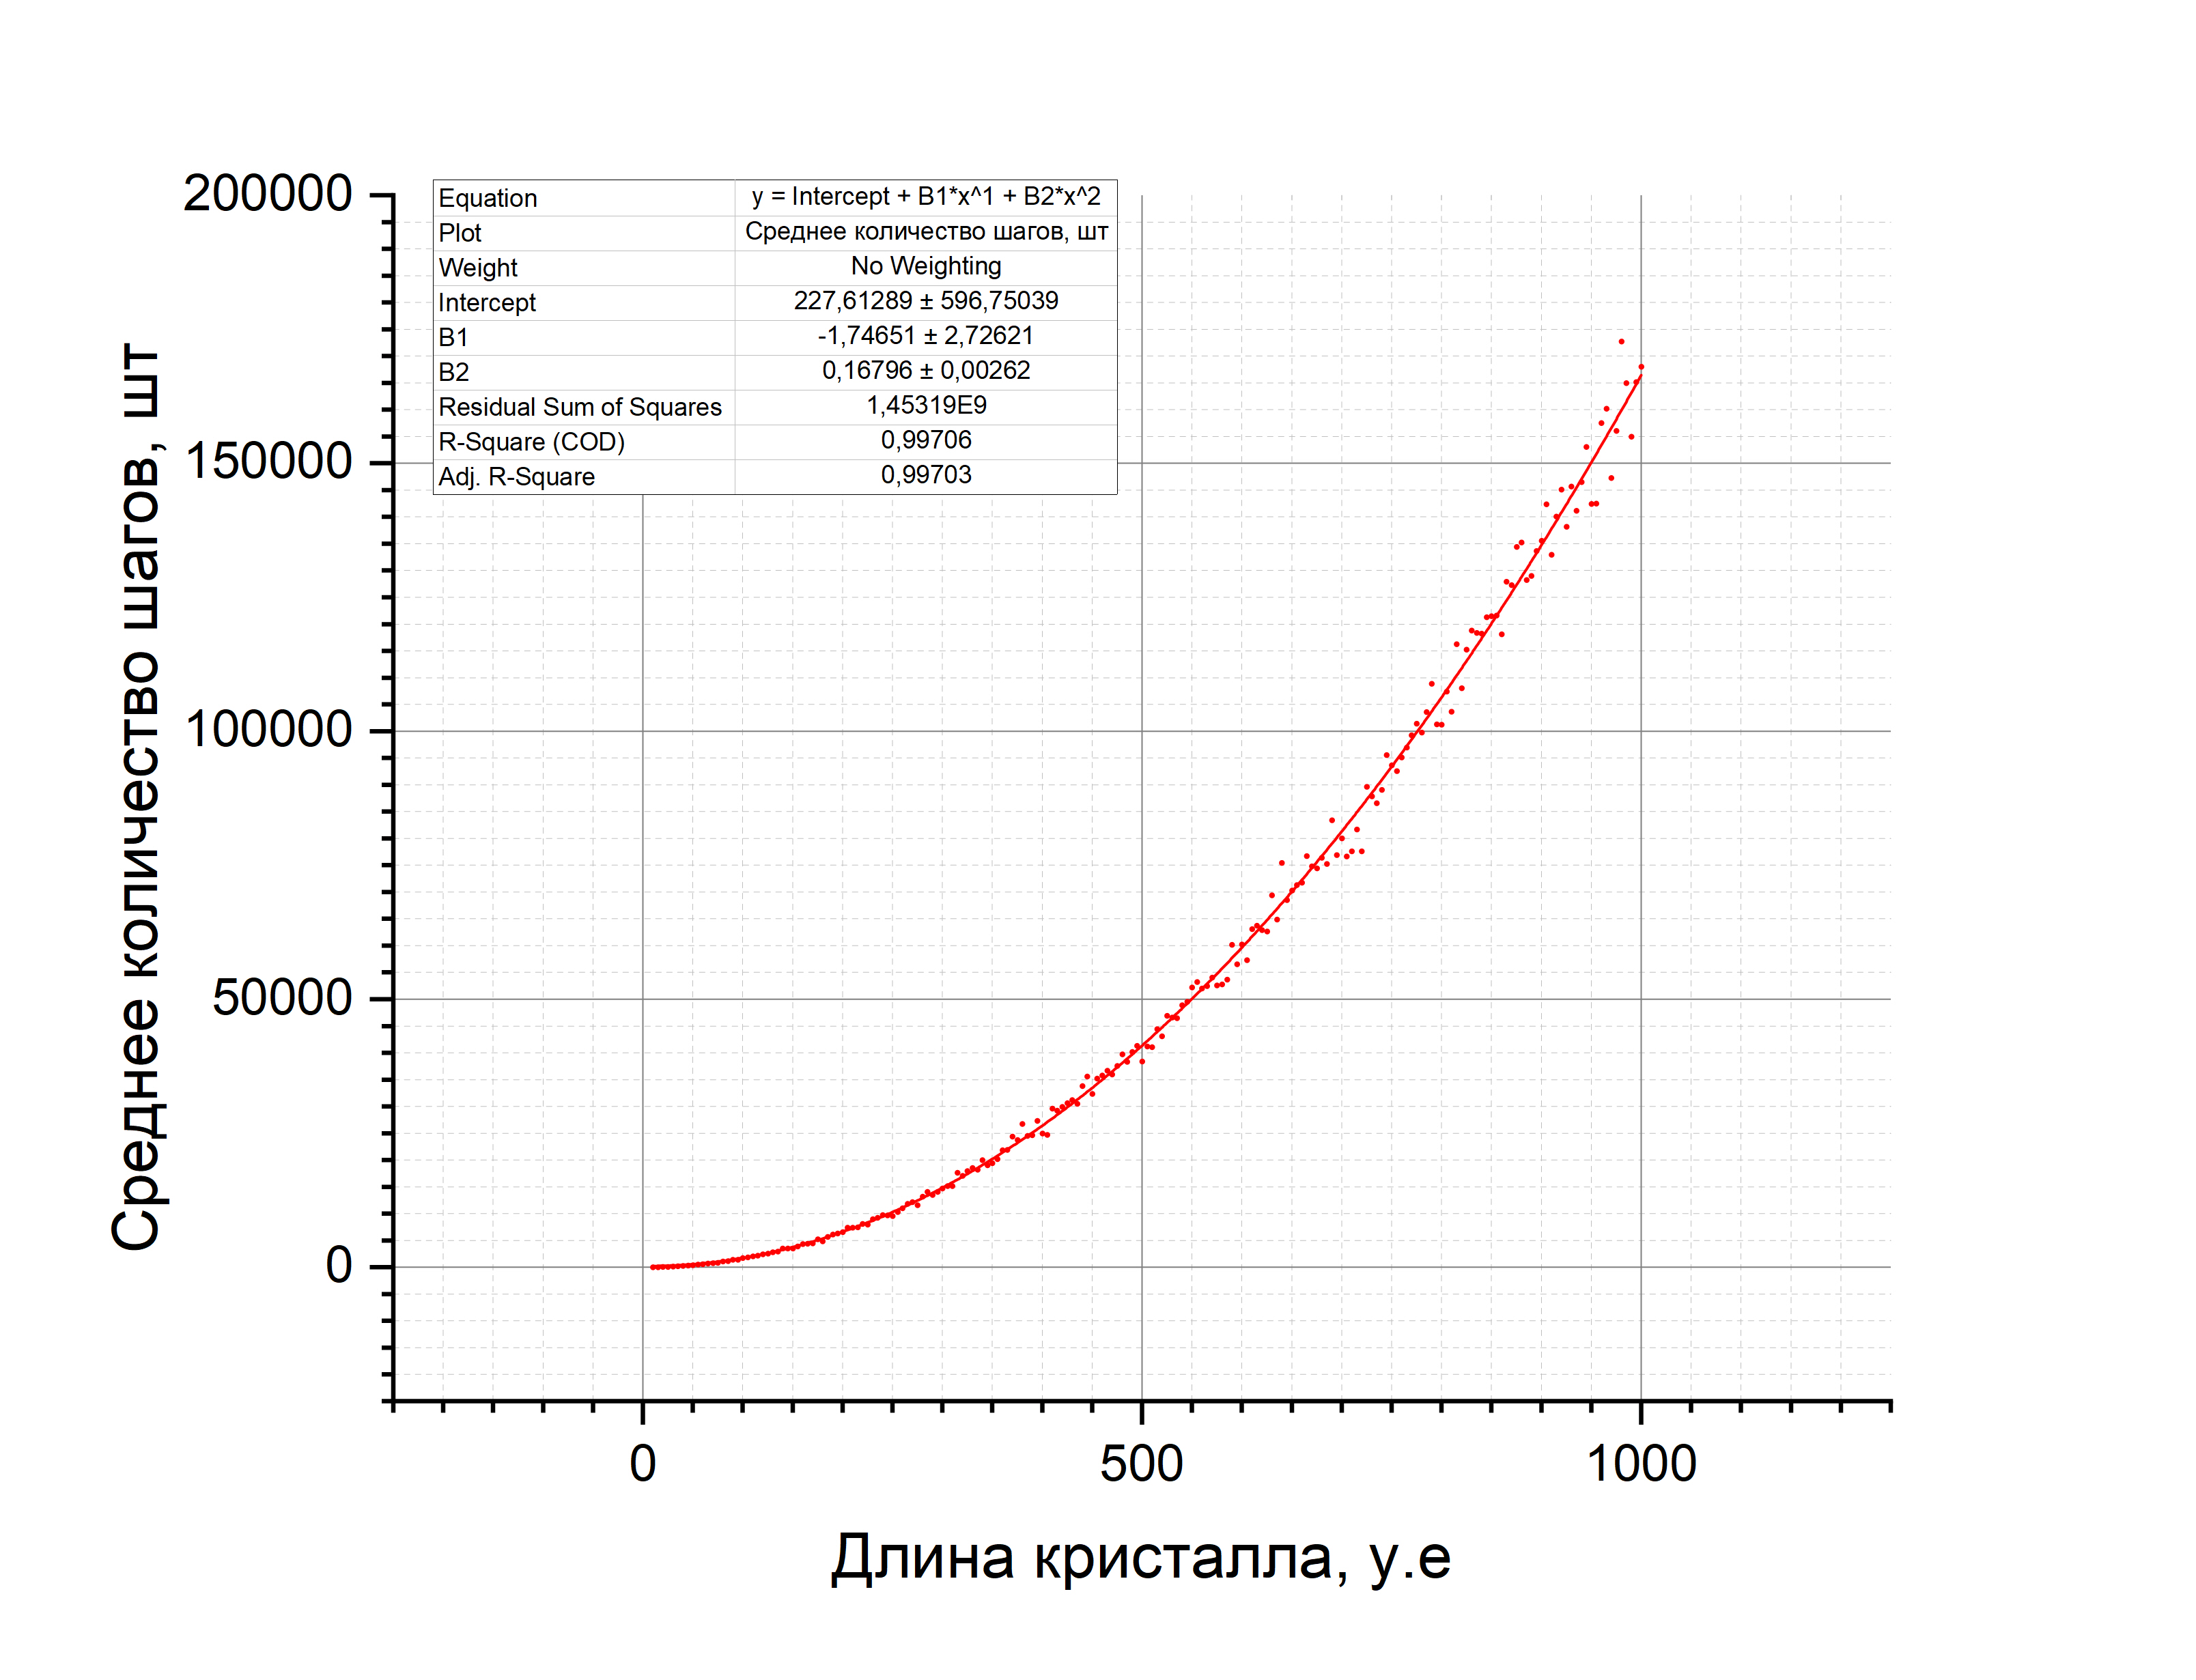 Среднее количество шагов, шт
200000
150000
100000
50000
0
Equation y = Intercept + B1*x^1 + B2*x^2
Plot Среднее количество шагов, шт
Weight No Weighting
Intercept 227,61289 ± 596,75039
B1 -1,74651 ± 2,72621
B2 0,16796 ± 0,00262
Residual Sum of Squares 1,45319E9
R-Square (COD) 0,99706
Adj. R-Square 0,99703
0 500 1000
Длина кристалла, у.е